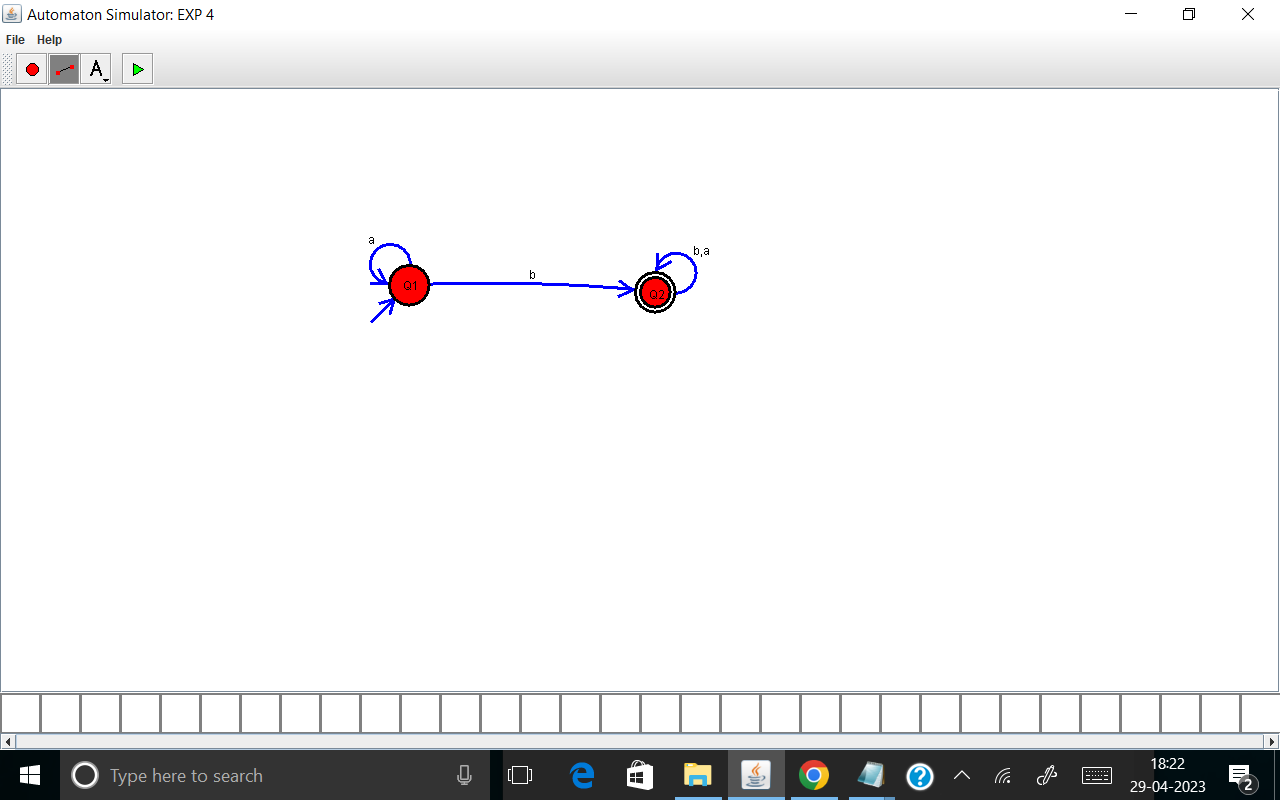 Automaton Simulator: EXP 4
File Help
A
a
b,a
b
Q1
Q2
Type here to search
18:22
29-04-2023
2